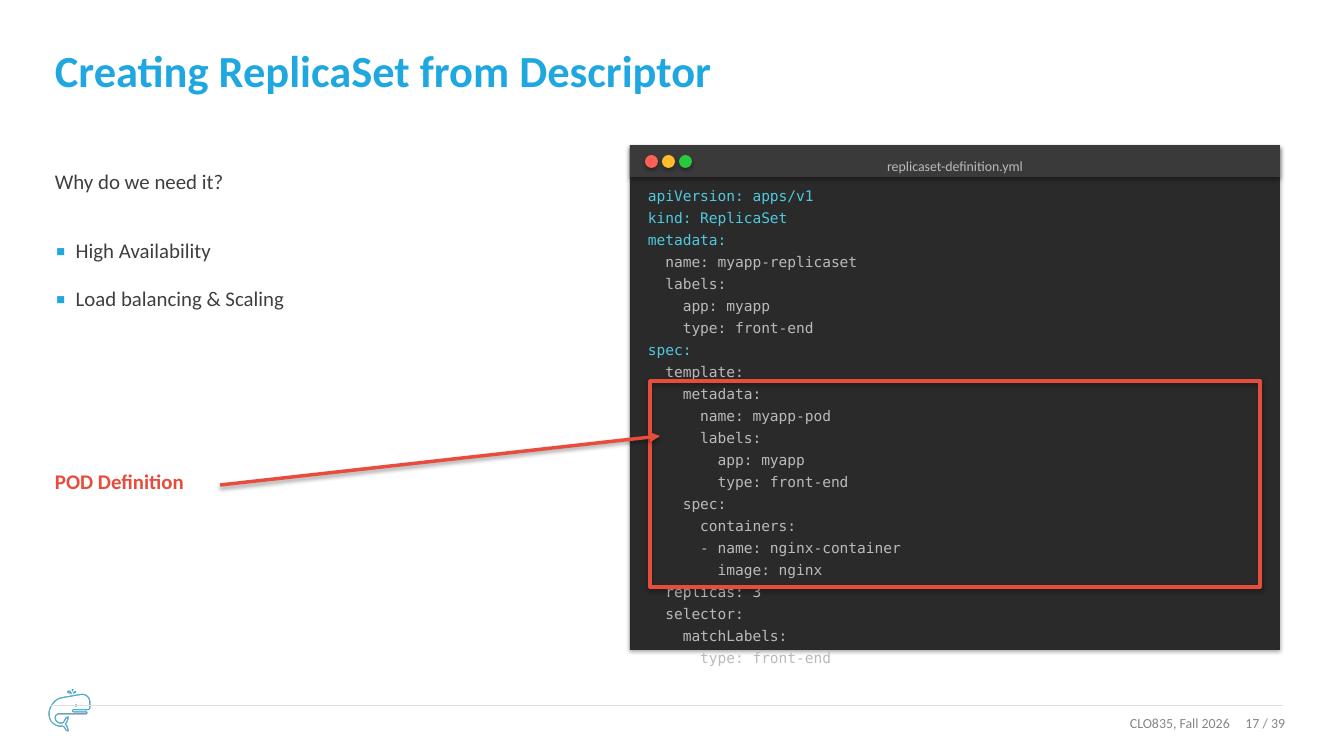 Creating ReplicaSet from Descriptor
Why do we need it?
▪ High Availability
▪ Load balancing & Scaling
POD Definition
replicaset-definition.yml
apiVersion: apps/v1
kind: ReplicaSet
metadata:
  name: myapp-replicaset
  labels:
    app: myapp
    type: front-end
spec:
  template:
    metadata:
      name: myapp-pod
      labels:
        app: myapp
        type: front-end
    spec:
      containers:
      - name: nginx-container
        image: nginx
  replicas: 3
  selector:
    matchLabels:
      type: front-end
CLO835, Fall 2026 17 / 39